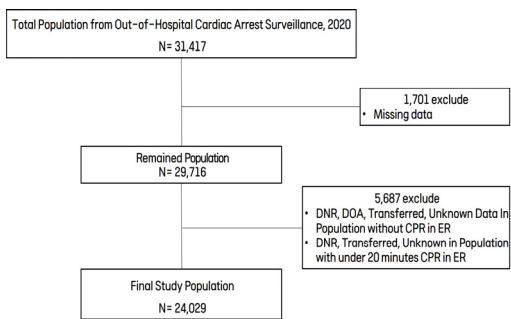 Total Population from Out-of-Hospital Cardiac Arrest Surveillance, 2020
N= 31,417
1,701 exclude
• Missing data
Remained Population
N= 29,716
5,687 exclude
• DNR, DOA, Transferred, Unknown Data In
Population without CPR in ER
• DNR, Transferred, Unknown in Population
with under 20 minutes CPR in ER
Final Study Population
N= 24,029